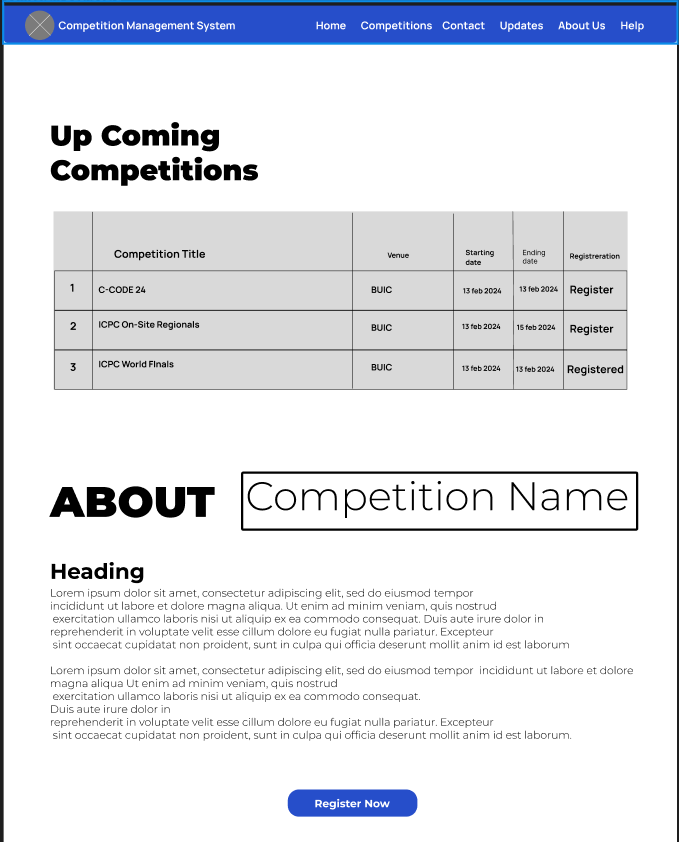 Competition Management System Home Competitions Contact Updates About Us Help
Up Coming
Competitions
Competition Title Venue Starting date Ending date Registreration
1 C-CODE 24 BUIC 13 feb 2024 13 feb 2024 Register
2 ICPC On-Site Regionals BUIC 13 feb 2024 15 feb 2024 Register
3 ICPC World FInals BUIC 13 feb 2024 13 feb 2024 Registered
ABOUT Competition Name
Heading
Lorem ipsum dolor sit amet, consectetur adipiscing elit, sed do eiusmod tempor
incididunt ut labore et dolore magna aliqua. Ut enim ad minim veniam, quis nostrud
exercitation ullamco laboris nisi ut aliquip ex ea commodo consequat. Duis aute irure dolor in
reprehenderit in voluptate velit esse cillum dolore eu fugiat nulla pariatur. Excepteur
sint occaecat cupidatat non proident, sunt in culpa qui officia deserunt mollit anim id est laborum
Lorem ipsum dolor sit amet, consectetur adipiscing elit, sed do eiusmod tempor incididunt ut labore et dolore
magna aliqua Ut enim ad minim veniam, quis nostrud
exercitation ullamco laboris nisi ut aliquip ex ea commodo consequat.
Duis aute irure dolor in
reprehenderit in voluptate velit esse cillum dolore eu fugiat nulla pariatur. Excepteur
sint occaecat cupidatat non proident, sunt in culpa qui officia deserunt mollit anim id est laborum.
Register Now